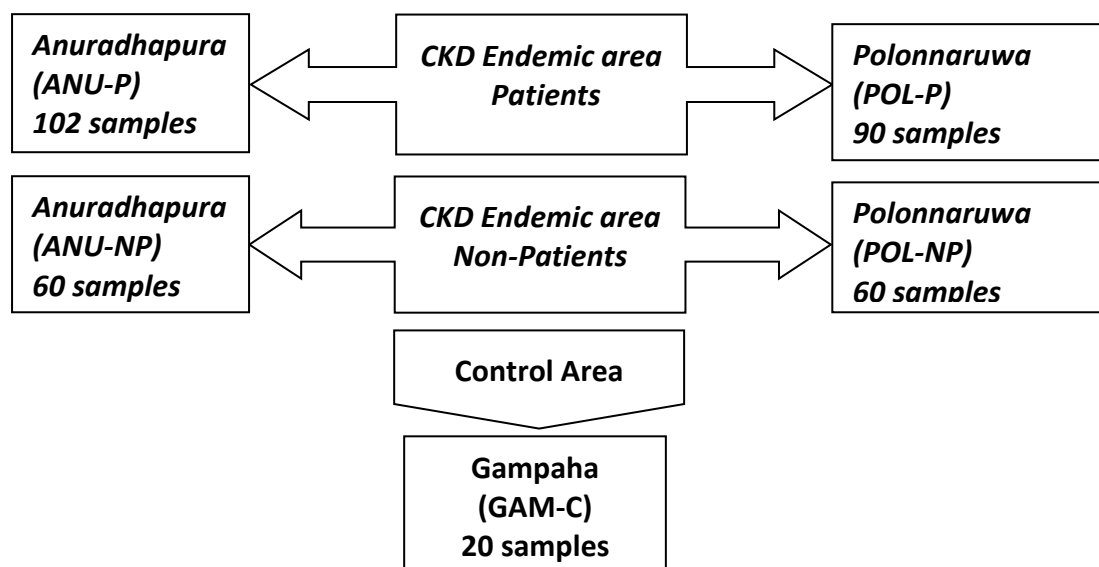 Anuradhapura
(ANU-P)
102 samples
CKD Endemic area
Patients
Polonnaruwa
(POL-P)
90 samples
Anuradhapura
(ANU-NP)
60 samples
CKD Endemic area
Non-Patients
Polonnaruwa
(POL-NP)
60 samples
Control Area
Gampaha
(GAM-C)
20 samples